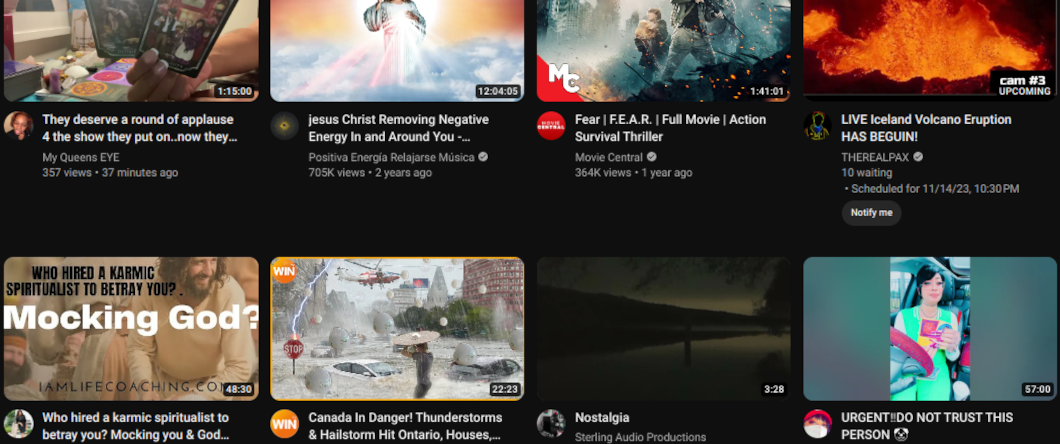 1:15:00
12:04:05
MC
1:41:01
cam #3
UPCOMING
They deserve a round of applause
4 the show they put on..now they...
My Queens EYE
357 views • 37 minutes ago
jesus Christ Removing Negative
Energy In and Around You -...
Positiva Energía Relajarse Música
705K views • 2 years ago
MOVIE
CENTRAL
Fear | F.E.A.R. | Full Movie | Action
Survival Thriller
Movie Central
364K views • 1 year ago
LIVE Iceland Volcano Eruption
HAS BEGUIN!
THEREALPAX
10 waiting
• Scheduled for 11/14/23, 10:30 PM
Notify me
WHO HIRED A KARMIC
SPIRITUALIST TO BETRAY YOU? .
Mocking God?
IAMLIFECOACHING.CO
48:30
WIN
STOP
22:23
3:28
57:00
Who hired a karmic spiritualist to
betray you? Mocking you & God...
WIN
Canada In Danger! Thunderstorms
& Hailstorm Hit Ontario, Houses,...
Nostalgia
Sterling Audio Productions
URGENT‼DO NOT TRUST THIS
PERSON